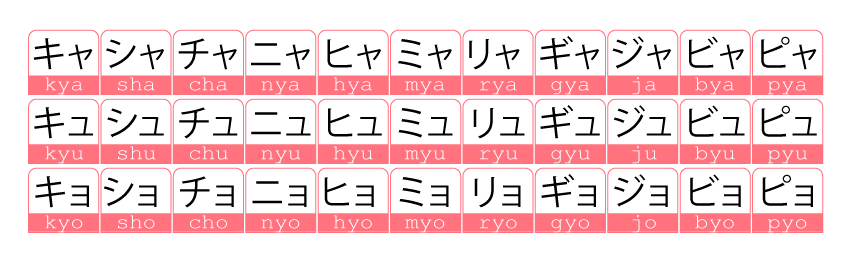 キャ シャ チャ ニャ ヒャ ミャ リャ ギャ ジャ ビャ ピャ
kya sha cha nya hya mya rya gya ja bya pya
キュ シュ チュ ニュ ヒュ ミュ リュ ギュ ジュ ビュ ピュ
kyu shu chu nyu hyu myu ryu gyu ju byu pyu
キョ ショ チョ ニョ ヒョ ミョ リョ ギョ ジョ ビョ ピョ
kyo sho cho nyo hyo myo ryo gyo jo byo pyo